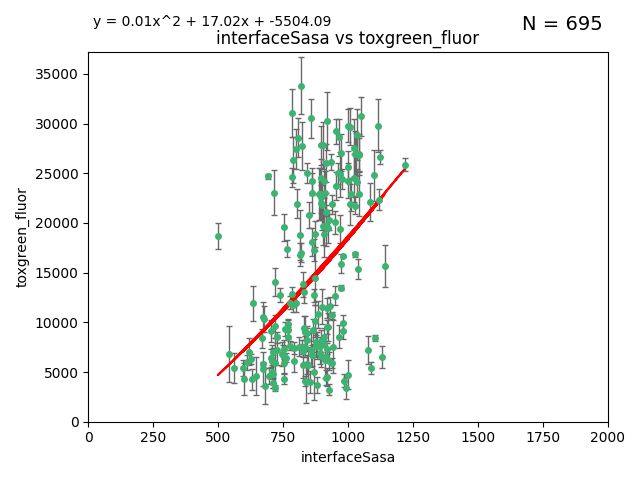 y = 0.01x^2 + 17.02x + -5504.09
N = 695
interfaceSasa vs toxgreen_fluor
toxgreen_fluor
35000
30000
25000
20000
15000
10000
5000
0
0 250 500 750 1000 1250 1500 1750 2000
interfaceSasa